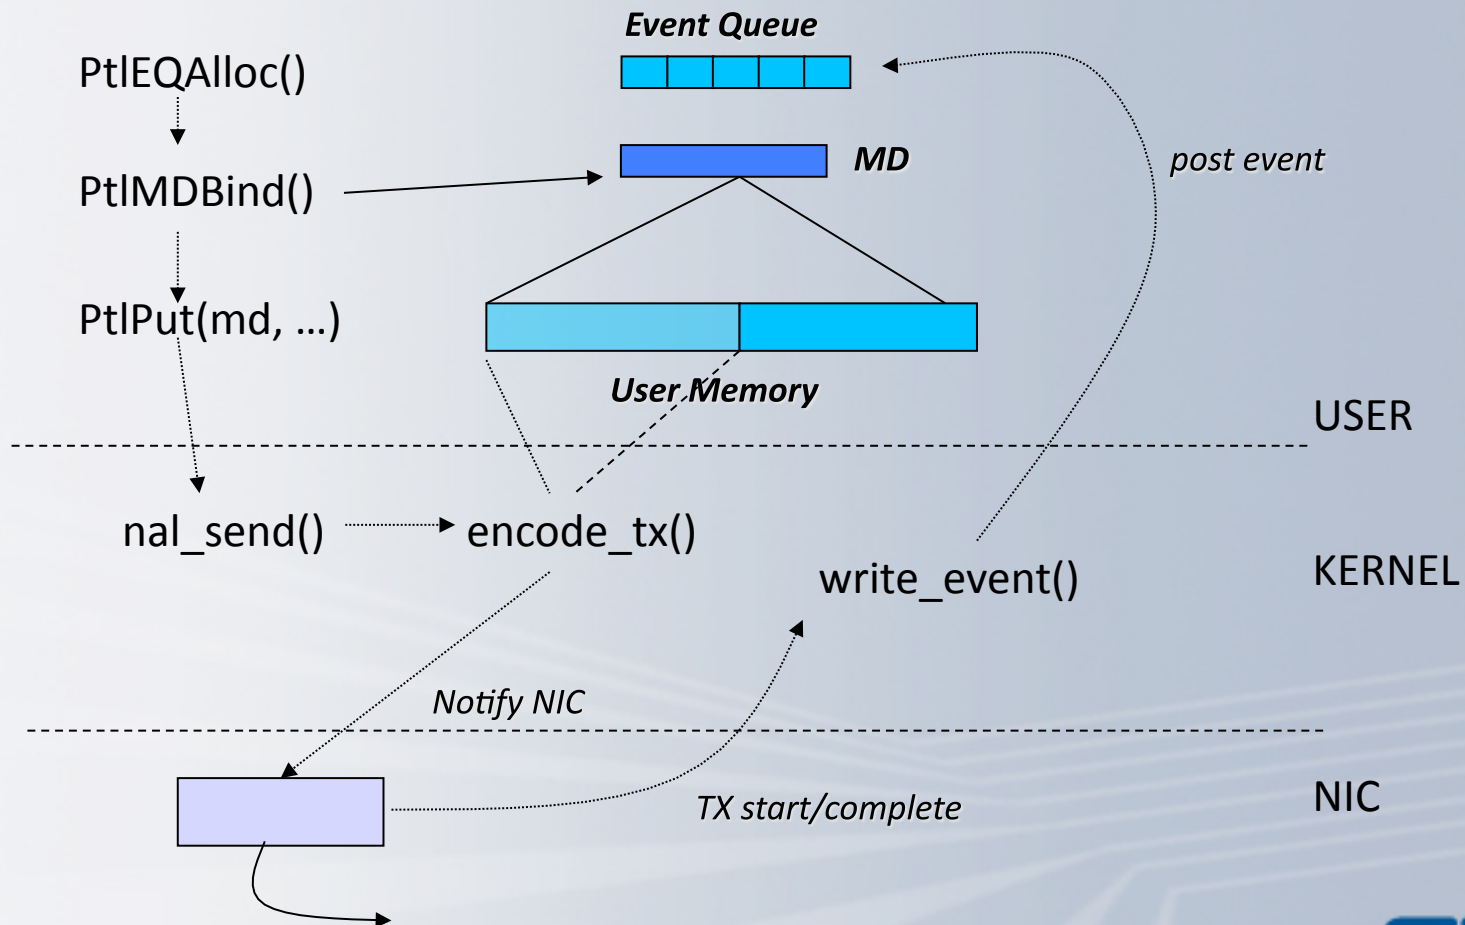 Event Queue
PtlEQAlloc()
MD
post event
PtlMDBind()
PtlPut(md, …)
User Memory
USER
nal_send()
encode_tx()
write_event()
KERNEL
Notify NIC
TX start/complete
NIC